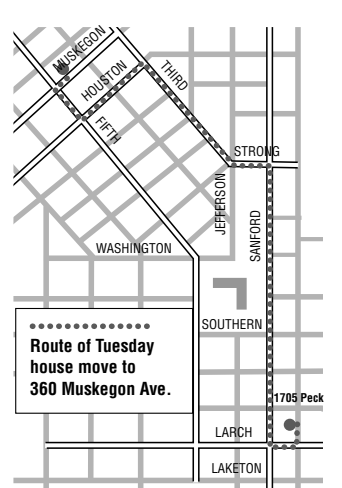 MUSKEGON
HOUSTON
THIRD
FIFTH
STRONG
JEFFERSON
SANFORD
WASHINGTON
SOUTHERN
Route of Tuesday
house move to
360 Muskegon Ave.
1705 Peck
LARCH
LAKETON